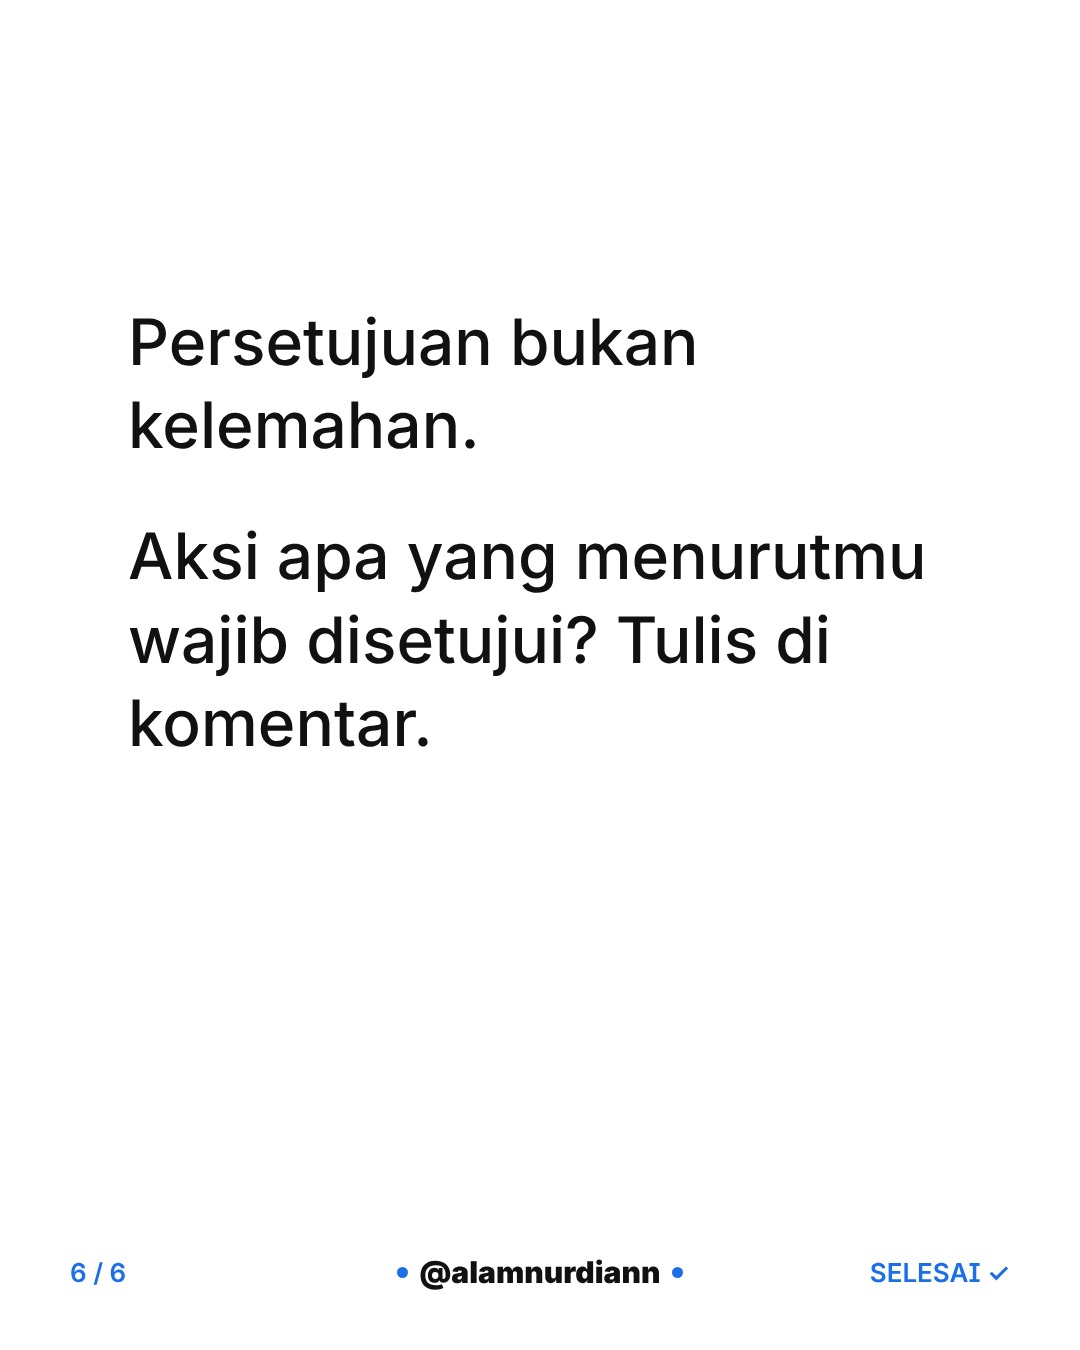 Persetujuan bukan
kelemahan.
Aksi apa yang menurutmu
wajib disetujui? Tulis di
komentar.
6 / 6
• @alamnurdiann •
SELESAI ✓